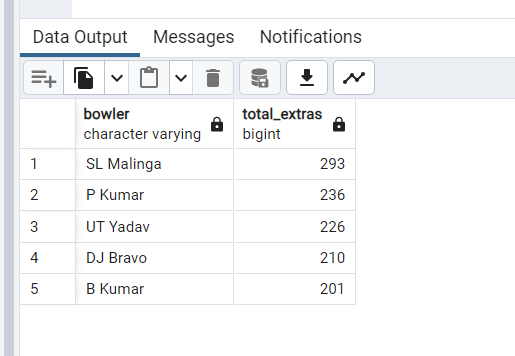 Data Output Messages Notifications
bowler total_extras
character varying bigint
1 SL Malinga 293
2 P Kumar 236
3 UT Yadav 226
4 DJ Bravo 210
5 B Kumar 201